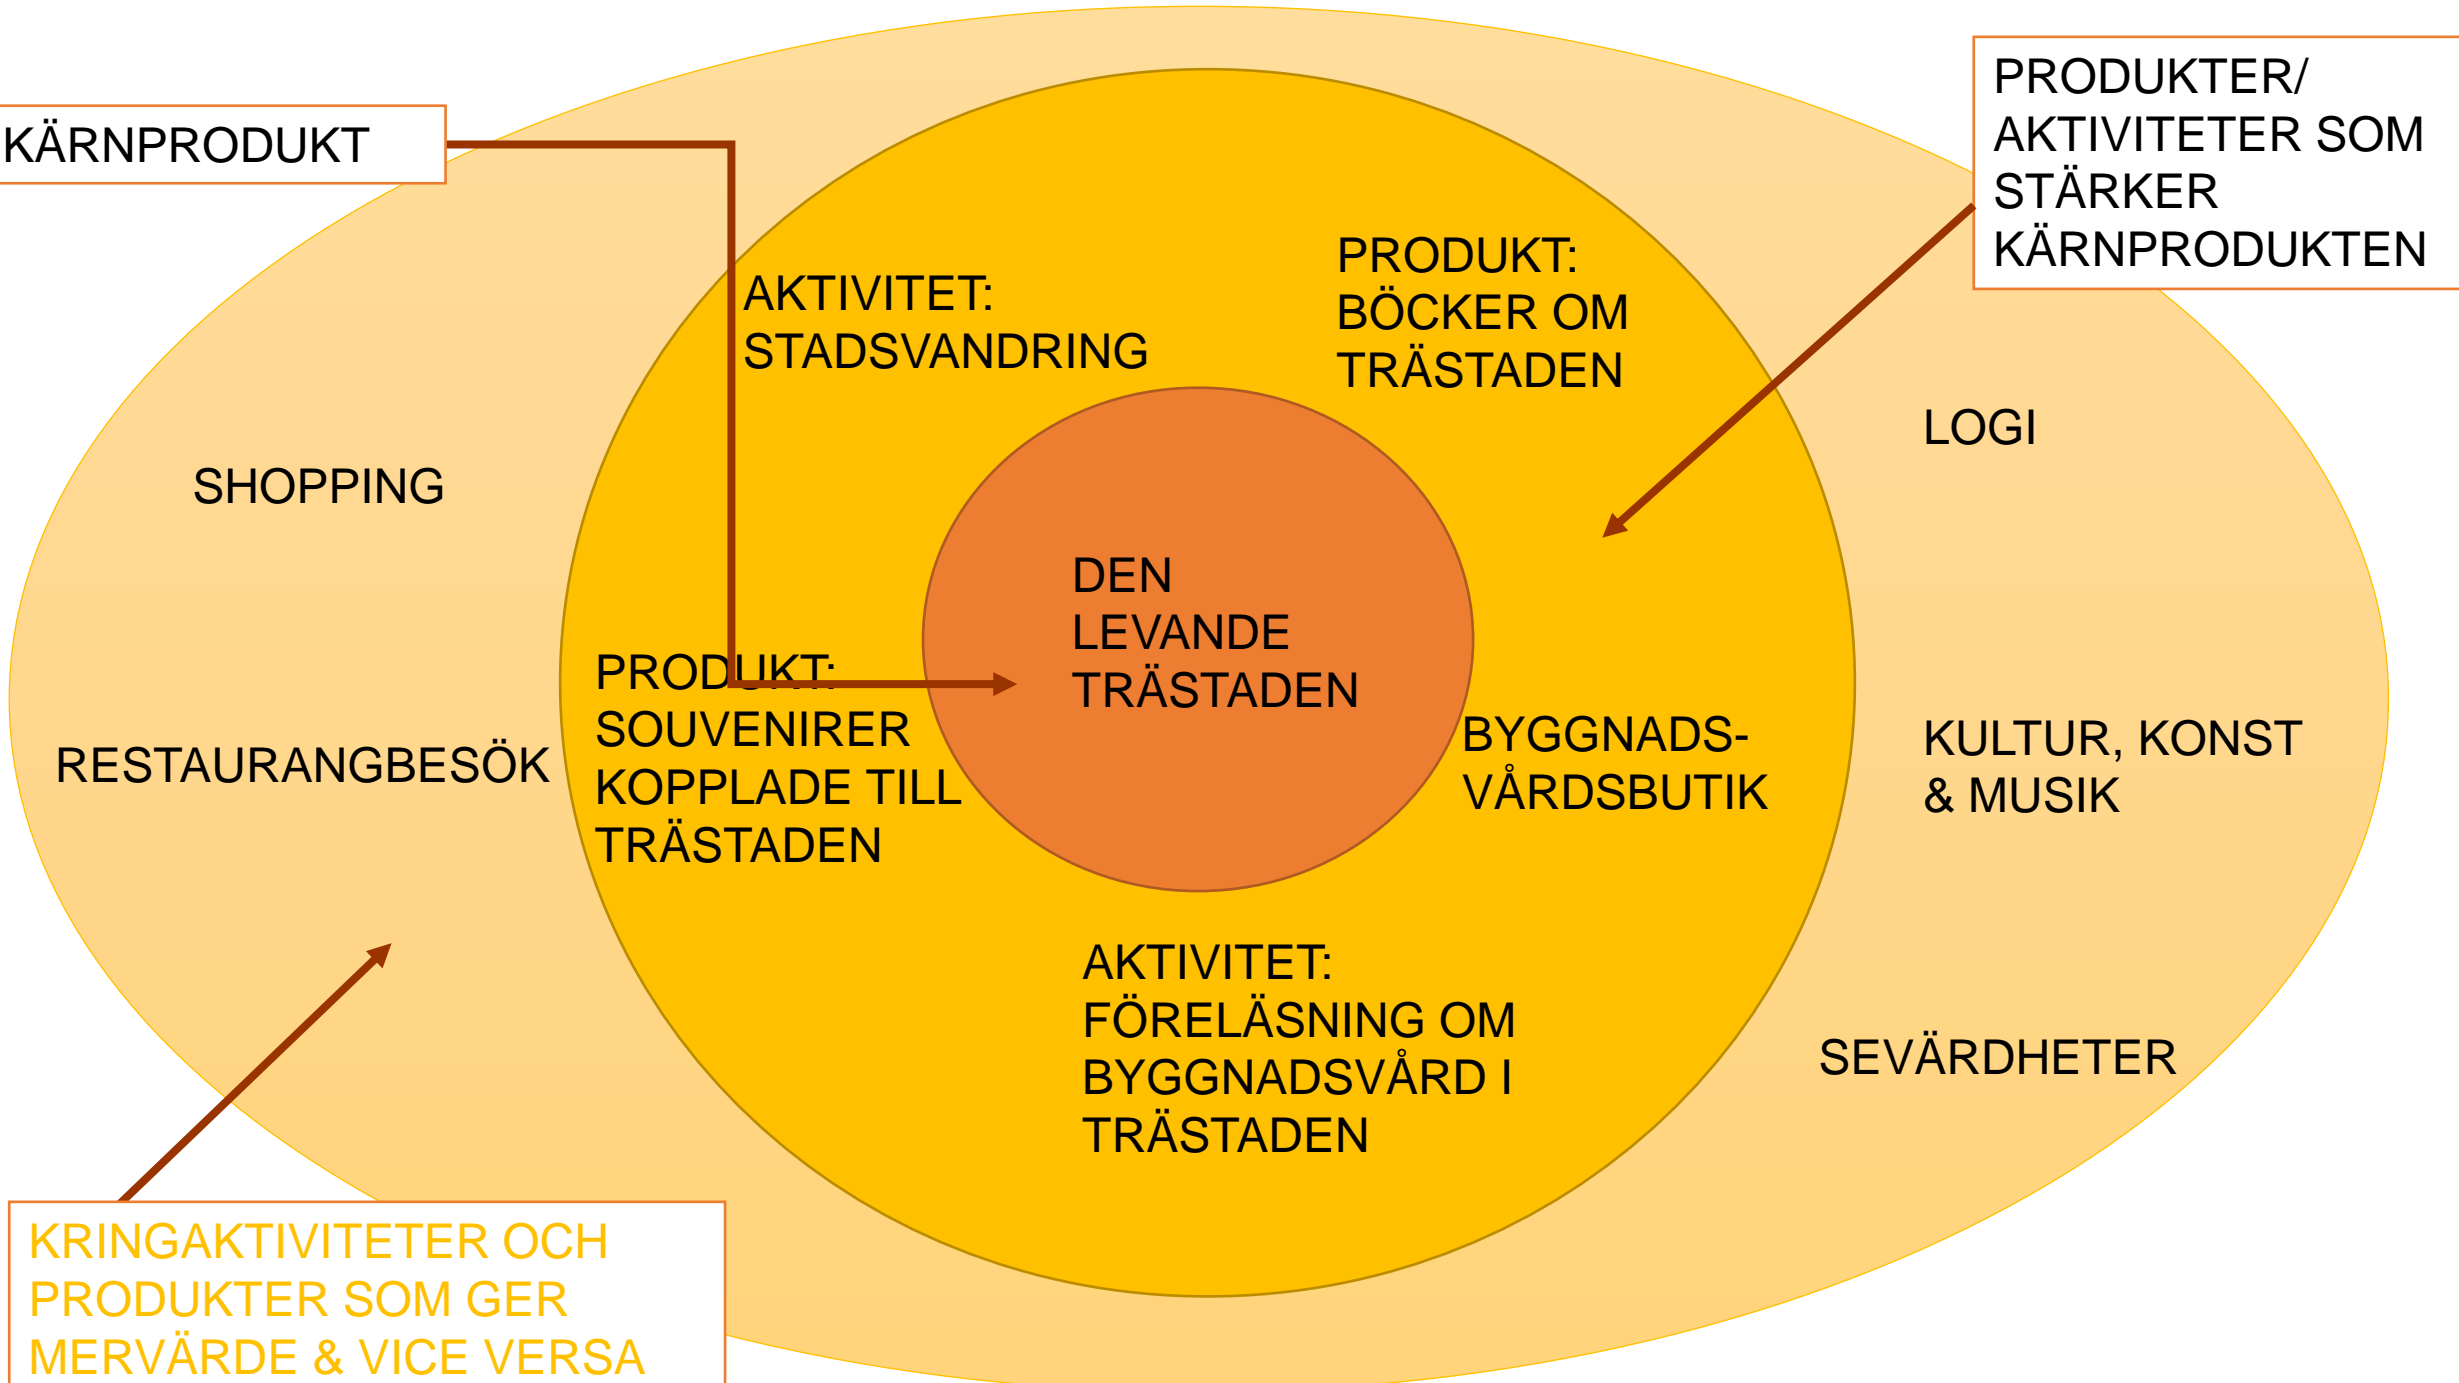 KÄRNPRODUKT
PRODUKTER/
AKTIVITETER SOM
STÄRKER
KÄRNPRODUKTEN
AKTIVITET:
STADSVANDRING
PRODUKT:
BÖCKER OM
TRÄSTADEN
LOGI
SHOPPING
DEN
LEVANDE
TRÄSTADEN
PRODUKT:
SOUVENIRER
KOPPLADE TILL
TRÄSTADEN
RESTAURANGBESÖK
BYGGNADS-
VÅRDSBUTIK
KULTUR, KONST
& MUSIK
AKTIVITET:
FÖRELÄSNING OM
BYGGNADSVÅRD I
TRÄSTADEN
SEVÄRDHETER
KRINGAKTIVITETER OCH
PRODUKTER SOM GER
MERVÄRDE & VICE VERSA